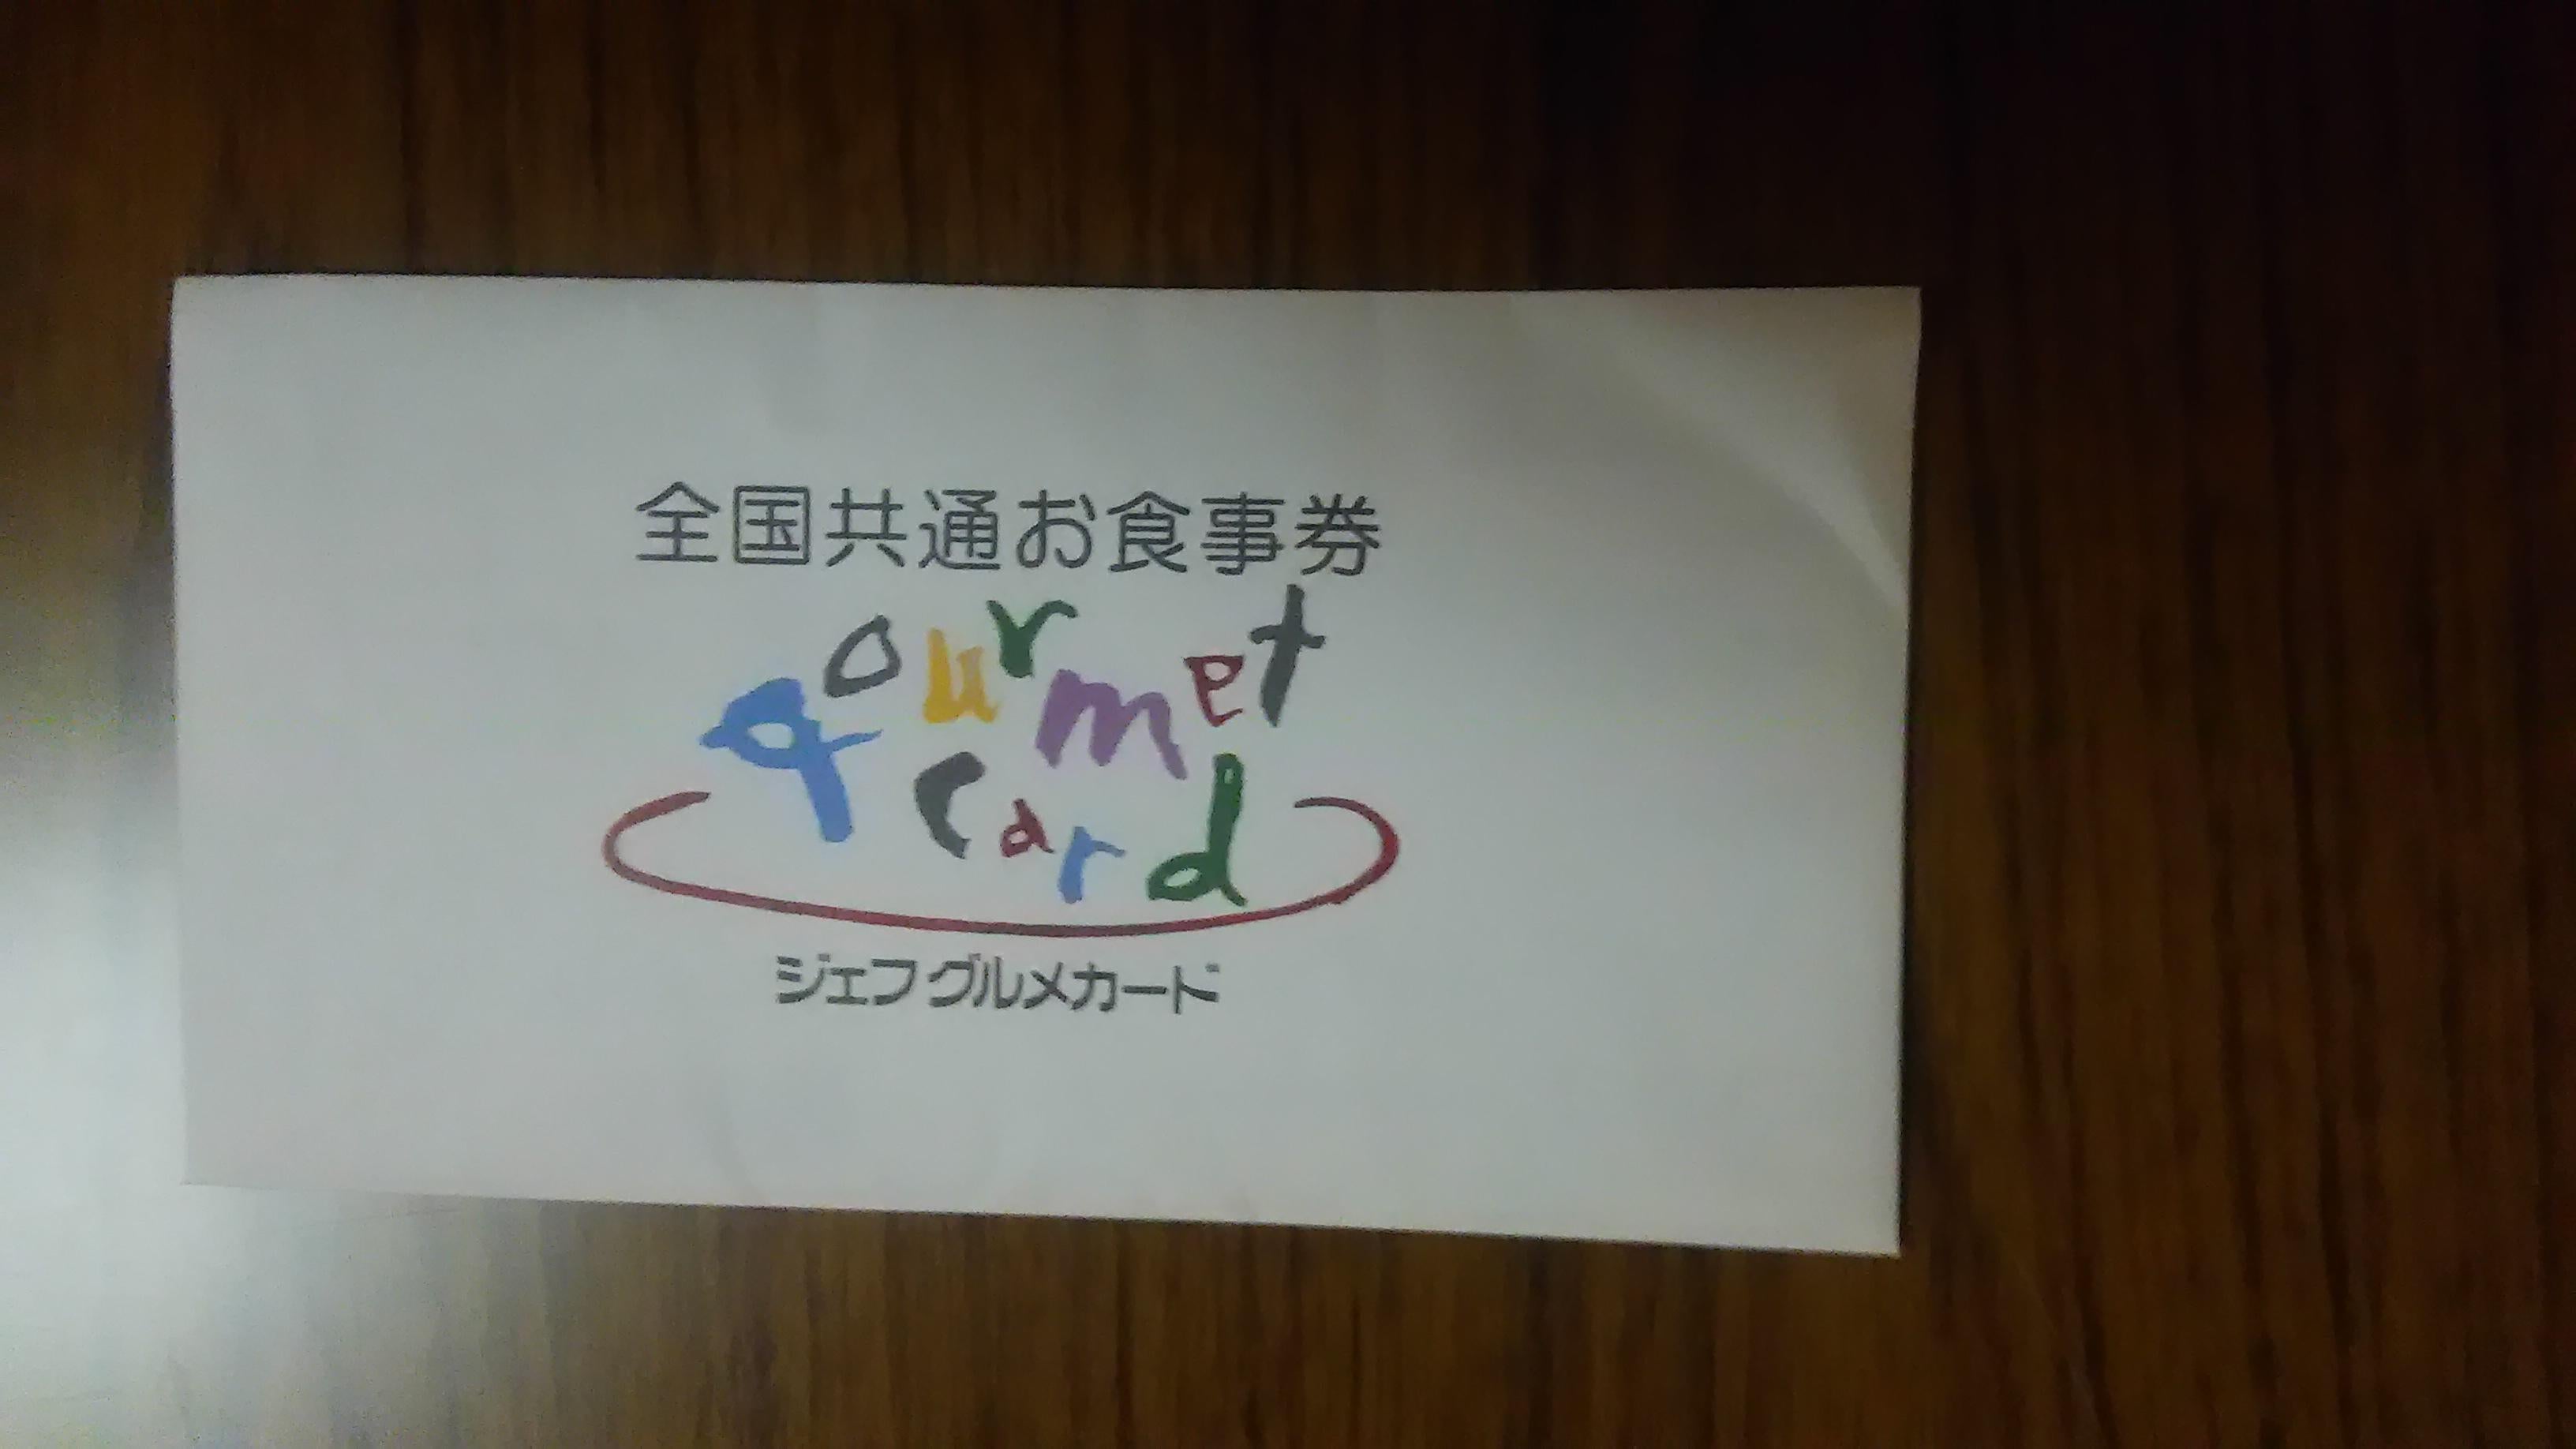 全国共通お食事券
gourmet
card
ジェフグルメカード